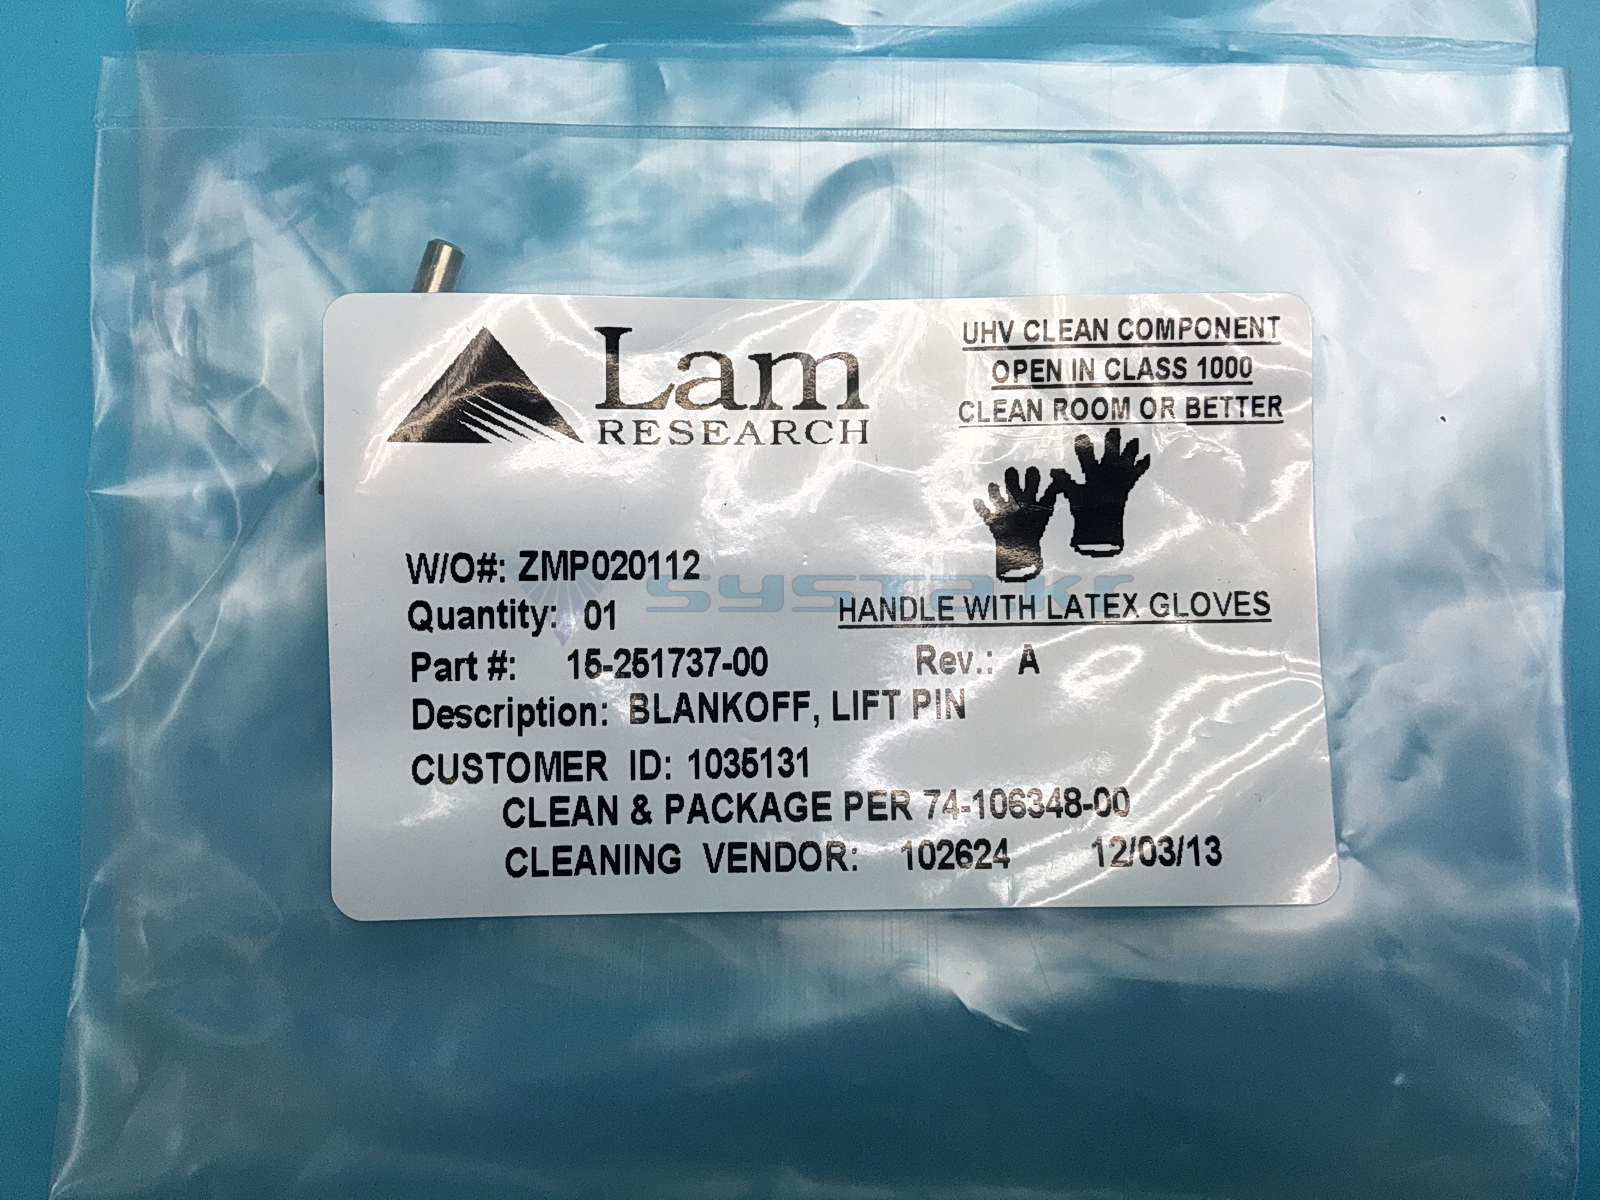 Lam
RESEARCH
UHV CLEAN COMPONENT
OPEN IN CLASS 1000
CLEAN ROOM OR BETTER
W/O#: ZMP020112
systa.kr
Quantity: 01
HANDLE WITH LATEX GLOVES
Part #: 15-251737-00 Rev.: A
Description: BLANKOFF, LIFT PIN
CUSTOMER ID: 1035131
CLEAN & PACKAGE PER 74-106348-00
CLEANING VENDOR: 102624 12/03/13